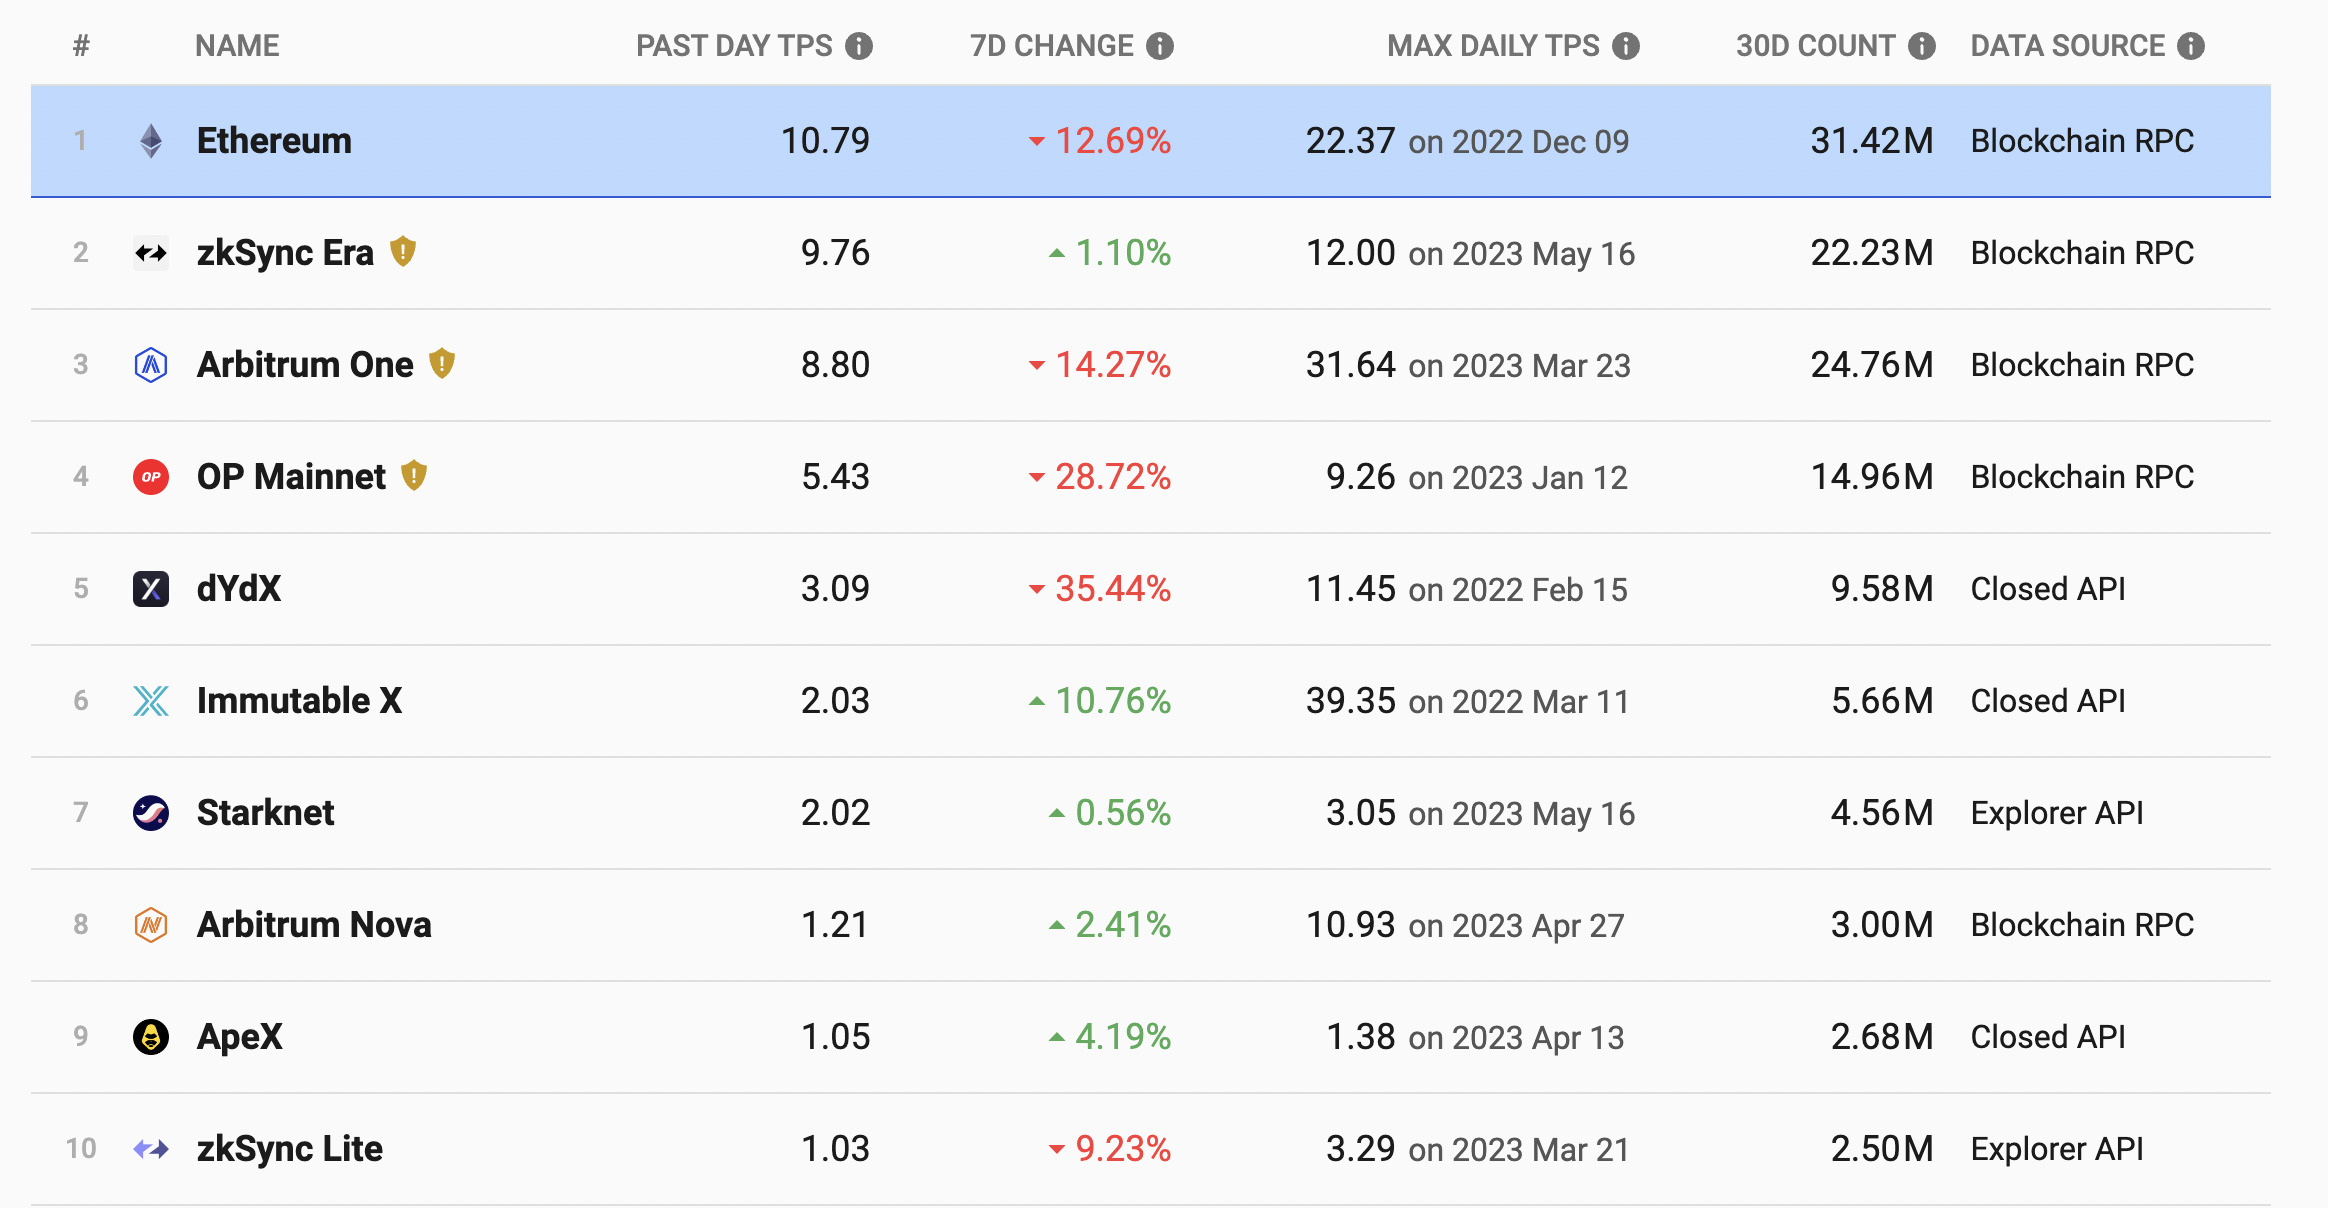 # NAME PAST DAY TPS 7D CHANGE MAX DAILY TPS 30D COUNT DATA SOURCE
1 Ethereum 10.79 12.69% 22.37 on 2022 Dec 09 31.42M Blockchain RPC
2 zkSync Era 9.76 1.10% 12.00 on 2023 May 16 22.23M Blockchain RPC
3 Arbitrum One 8.80 14.27% 31.64 on 2023 Mar 23 24.76M Blockchain RPC
4 OP OP Mainnet 5.43 28.72% 9.26 on 2023 Jan 12 14.96M Blockchain RPC
5 dYdX 3.09 35.44% 11.45 on 2022 Feb 15 9.58M Closed API
6 Immutable X 2.03 10.76% 39.35 on 2022 Mar 11 5.66M Closed API
7 Starknet 2.02 0.56% 3.05 on 2023 May 16 4.56M Explorer API
8 Arbitrum Nova 1.21 2.41% 10.93 on 2023 Apr 27 3.00M Blockchain RPC
9 ApeX 1.05 4.19% 1.38 on 2023 Apr 13 2.68M Closed API
10 zkSync Lite 1.03 9.23% 3.29 on 2023 Mar 21 2.50M Explorer API